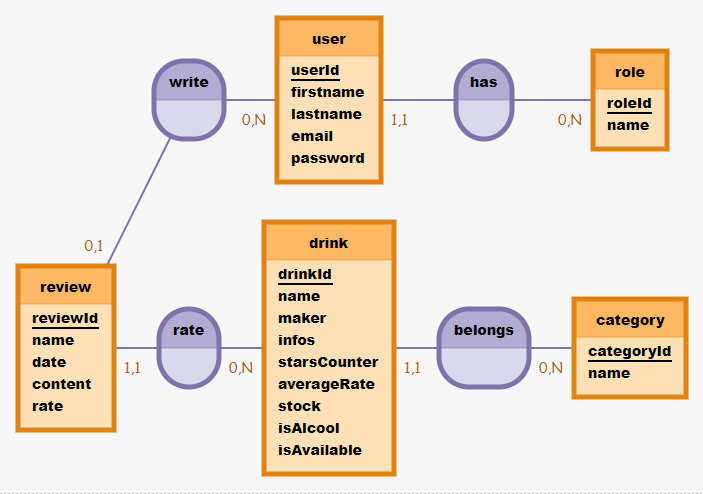 user
userId
firstname
lastname
email
password
write
0,N
has
1,1
0,N
role
roleId
name
0,1
review
reviewId
name
date
content
rate
rate
1,1
0,N
drink
drinkId
name
maker
infos
starsCounter
averageRate
stock
isAlcool
isAvailable
belongs
1,1
0,N
category
categoryId
name